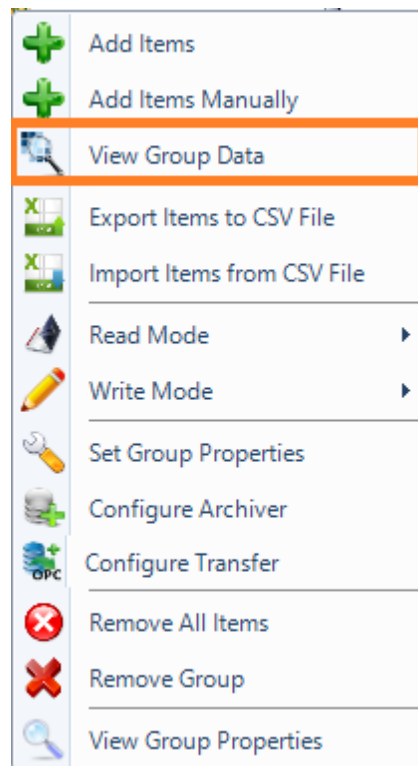 Add Items
Add Items Manually
View Group Data
Export Items to CSV File
Import Items from CSV File
Read Mode
Write Mode
Set Group Properties
Configure Archiver
OPC Configure Transfer
Remove All Items
Remove Group
View Group Properties